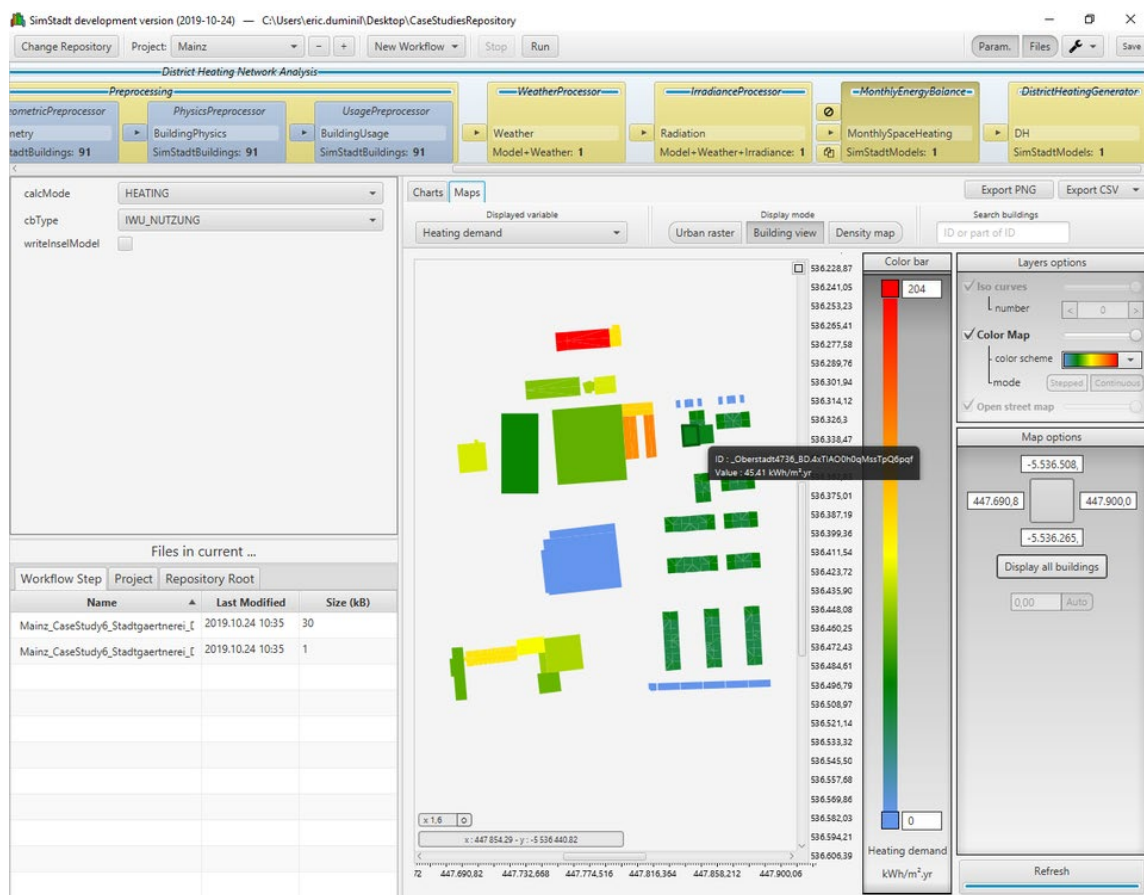 SimStadt development version (2019-10-24) — C:\Users\eric.duminil\Desktop\CaseStudiesRepository
Change Repository Project: Mainz - + New Workflow Stop Run Param. Files Save
District Heating Network Analysis
Preprocessing WeatherProcessor IrradianceProcessor MonthlyEnergyBalance DistrictHeatingGenerator
ometricPreprocessor PhysicsPreprocessor UsagePreprocessor
netry BuildingPhysics BuildingUsage Weather Radiation MonthlySpaceHeating DH
tadtBuildings: 91 SimStadtBuildings: 91 SimStadtBuildings: 91 Model+Weather: 1 Model+Weather+Irradiance: 1 SimStadtModels: 1 SimStadtModels: 1
calcMode HEATING
cbType IWU_NUTZUNG
writeInselModel
Charts Maps Export PNG Export CSV
Displayed variable Display mode Search buildings
Heating demand Urban raster Building view Density map ID or part of ID
536.228,87
536.241,05
536.253,23
536.265,41
536.277,58
536.289,76
536.301,94
536.314,12
536.326,3
536.338,47
ID : _Oberstadt4736_BD.4xTiAO0h0qMssTpQ6pqf
Value : 45.41 kWh/m².yr
536.375,01
536.387,19
536.399,36
536.411,54
536.423,72
536.435,90
536.448,08
536.460,25
536.472,43
536.484,61
536.496,79
536.508,97
536.521,14
536.533,32
536.545,50
536.557,68
536.569,86
536.582,03
536.594,21
536.606,39
x 1,6
x : 447 854.29 - y : -5 536 440.82
72 447.690,82 447.732,668 447.774,516 447.816,364 447.858,212 447.900,06
Color bar
204
0
Heating demand
kWh/m².yr
Layers options
Iso curves
number < 0 >
Color Map
color scheme
mode Stepped Continuous
Open street map
Map options
-5.536.508,
447.690,8 447.900,0
-5.536.265,
Display all buildings
0,00 Auto
Refresh
Files in current ...
Workflow Step Project Repository Root
Name Last Modified Size (kB)
Mainz_CaseStudy6_Stadtgaertnerei_D 2019.10.24 10:35 30
Mainz_CaseStudy6_Stadtgaertnerei_D 2019.10.24 10:35 1